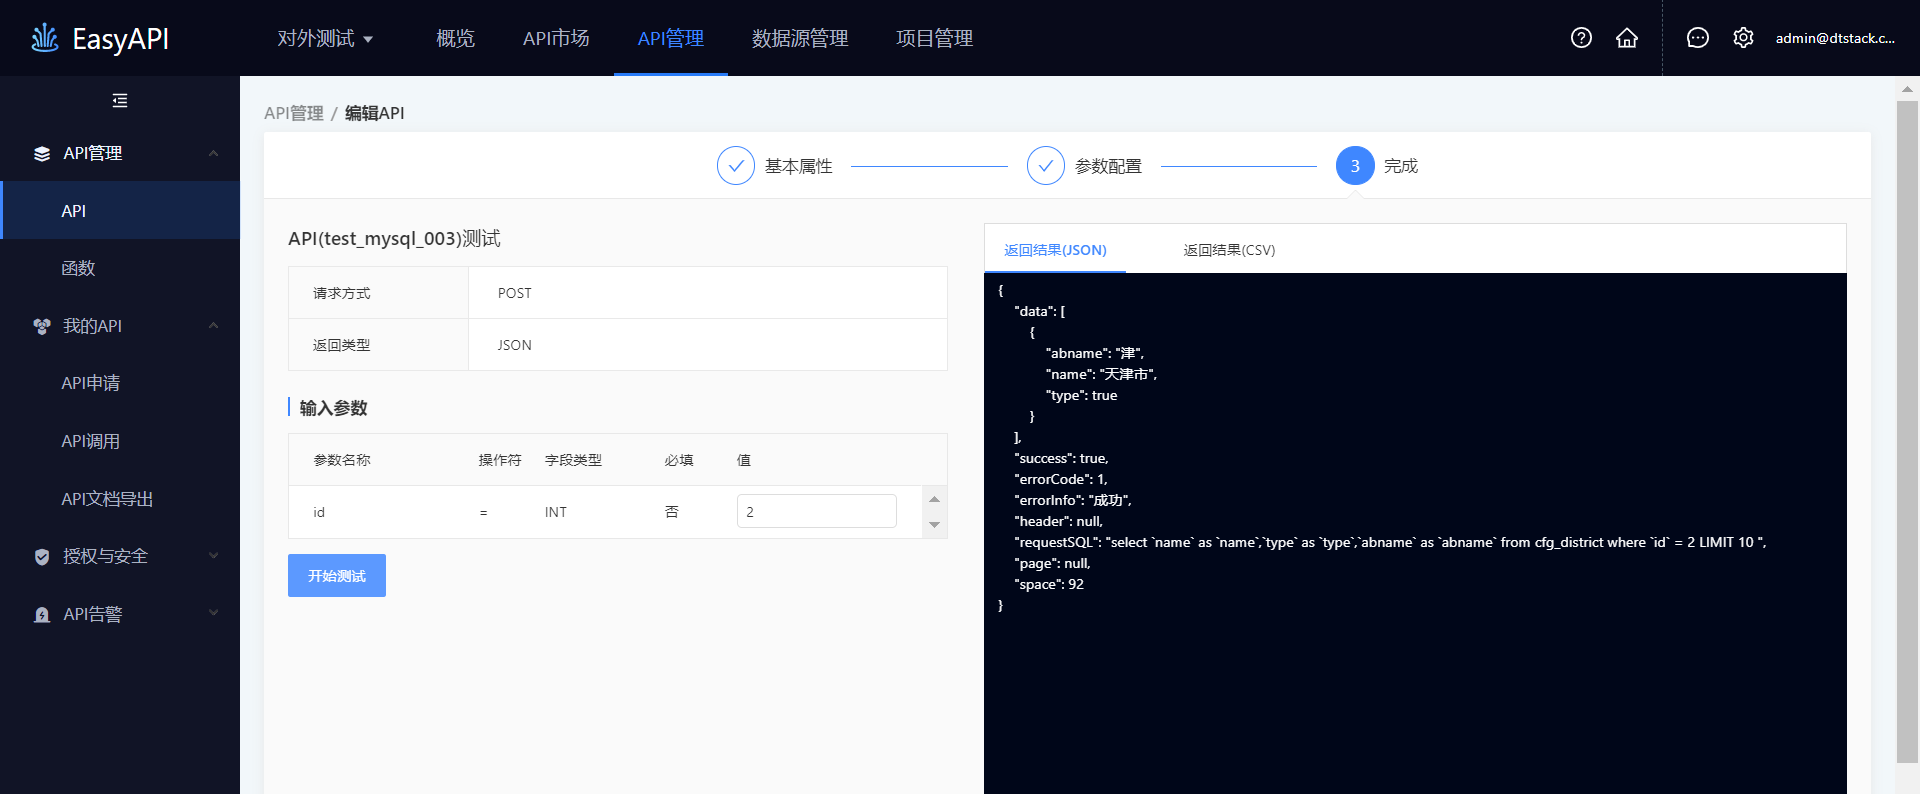 EasyAPI
对外测试
概览
API市场
API管理
数据源管理
项目管理
admin@dtstack.c...
API管理
API
函数
我的API
API申请
API调用
API文档导出
授权与安全
API告警
API管理 / 编辑API
基本属性
参数配置
3 完成
API(test_mysql_003)测试
请求方式 POST
返回类型 JSON
输入参数
参数名称 操作符 字段类型 必填 值
id = INT 否 2
开始测试
返回结果(JSON) 返回结果(CSV)
{
"data": [
{
"abname": "津",
"name": "天津市",
"type": true
}
],
"success": true,
"errorCode": 1,
"errorInfo": "成功",
"header": null,
"requestSQL": "select `name` as `name`,`type` as `type`,`abname` as `abname` from cfg_district where `id` = 2 LIMIT 10 ",
"page": null,
"space": 92
}